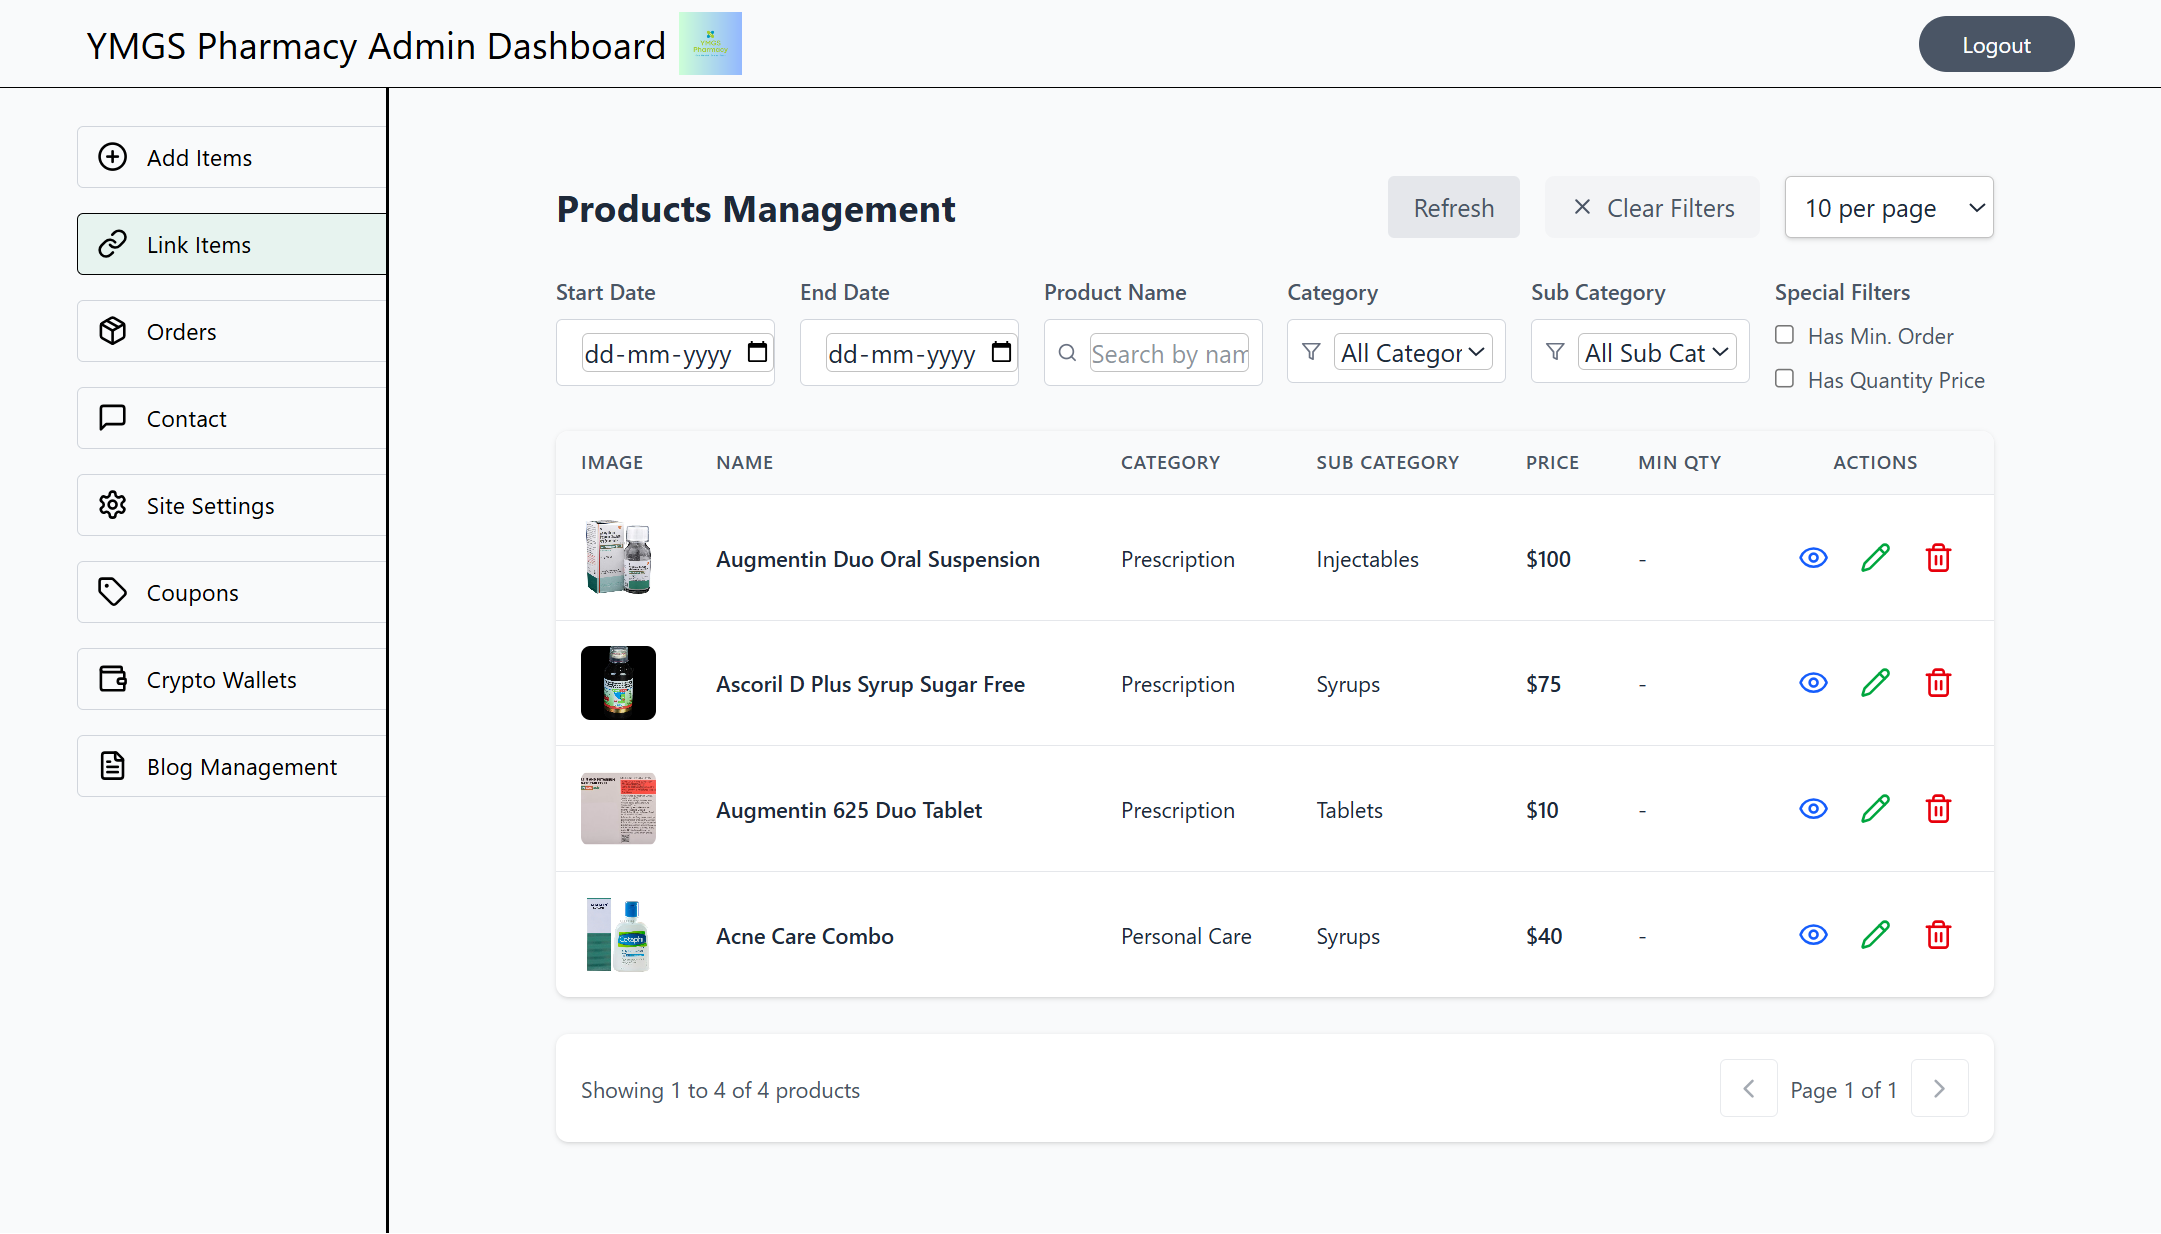 YMGS Pharmacy Admin Dashboard
YMGS
Pharmacy
Logout
Add Items
Link Items
Orders
Contact
Site Settings
Coupons
Crypto Wallets
Blog Management
Products Management
Refresh
Clear Filters
10 per page
Start Date
End Date
Product Name
Category
Sub Category
Special Filters
dd-mm-yyyy
dd-mm-yyyy
Search by nam
All Categor
All Sub Cat
Has Min. Order
Has Quantity Price
IMAGE NAME CATEGORY SUB CATEGORY PRICE MIN QTY ACTIONS
Augmentin Duo Oral Suspension Prescription Injectables $100 -
Ascoril D Plus Syrup Sugar Free Prescription Syrups $75 -
Augmentin 625 Duo Tablet Prescription Tablets $10 -
Cetaphil
Acne Care Combo Personal Care Syrups $40 -
Showing 1 to 4 of 4 products
Page 1 of 1